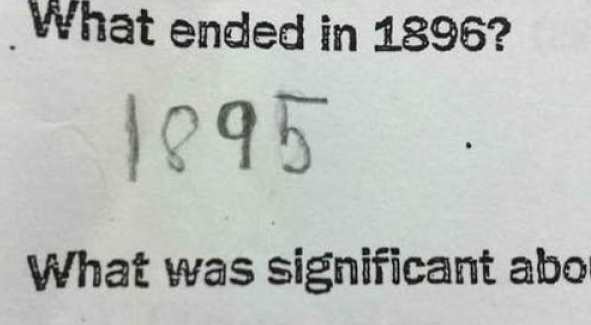 What ended in 1896?
1895
What was significant abo